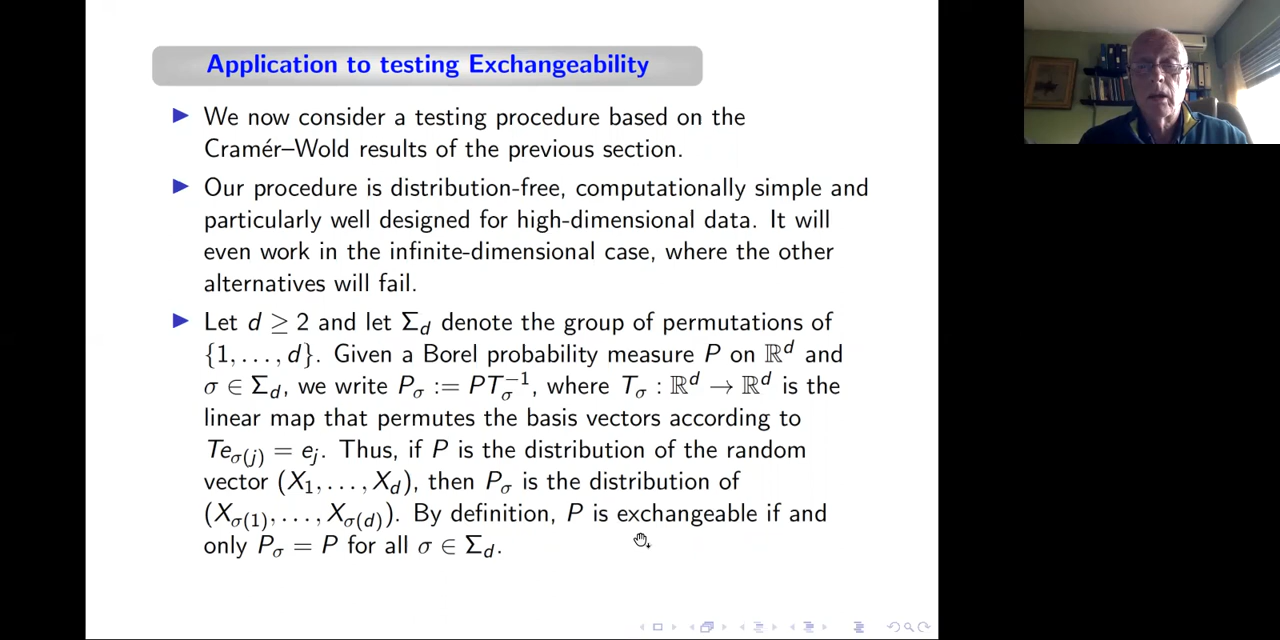 Application to testing Exchangeability
▶ We now consider a testing procedure based on the
Cramér–Wold results of the previous section.
▶ Our procedure is distribution-free, computationally simple and
particularly well designed for high-dimensional data. It will
even work in the infinite-dimensional case, where the other
alternatives will fail.
▶ Let d ≥ 2 and let Σ_d denote the group of permutations of
{1, . . . , d}. Given a Borel probability measure P on ℝ^d and
σ ∈ Σ_d, we write P_σ := PT_σ^{-1}, where T_σ : ℝ^d → ℝ^d is the
linear map that permutes the basis vectors according to
Te_{σ(j)} = e_j. Thus, if P is the distribution of the random
vector (X_1, . . . , X_d), then P_σ is the distribution of
(X_{σ(1)}, . . . , X_{σ(d)}). By definition, P is exchangeable if and
only P_σ = P for all σ ∈ Σ_d.